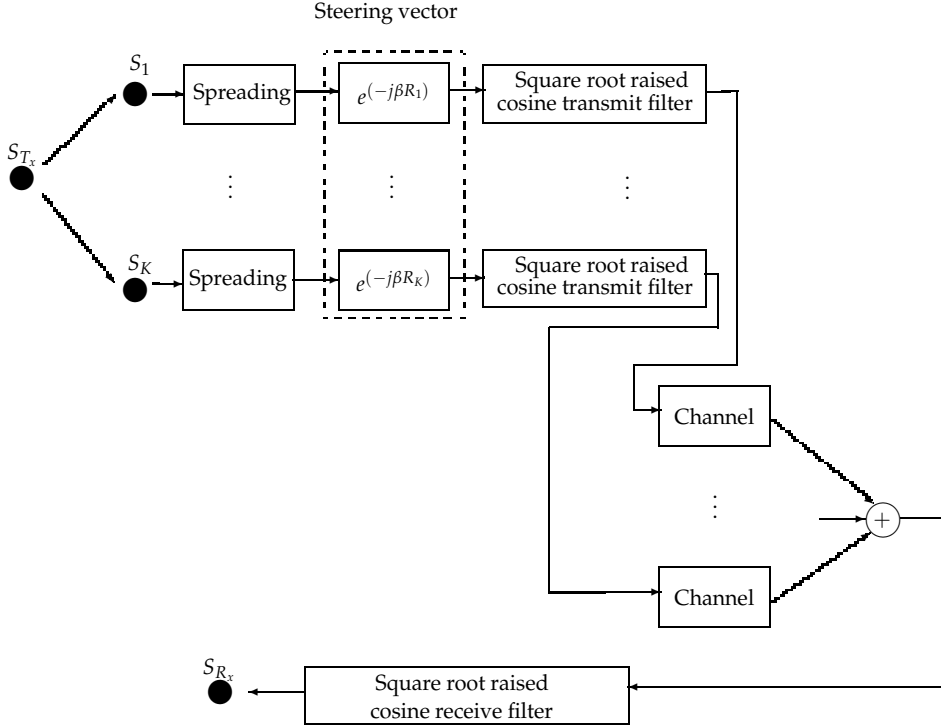 Steering vector
S_1
Spreading
e^{(-jβR_1)}
Square root raised
cosine transmit filter
S_{T_x}
⋮ ⋮ ⋮
S_K
Spreading
e^{(-jβR_K)}
Square root raised
cosine transmit filter
Channel
⋮
+
Channel
S_{R_x}
Square root raised
cosine receive filter